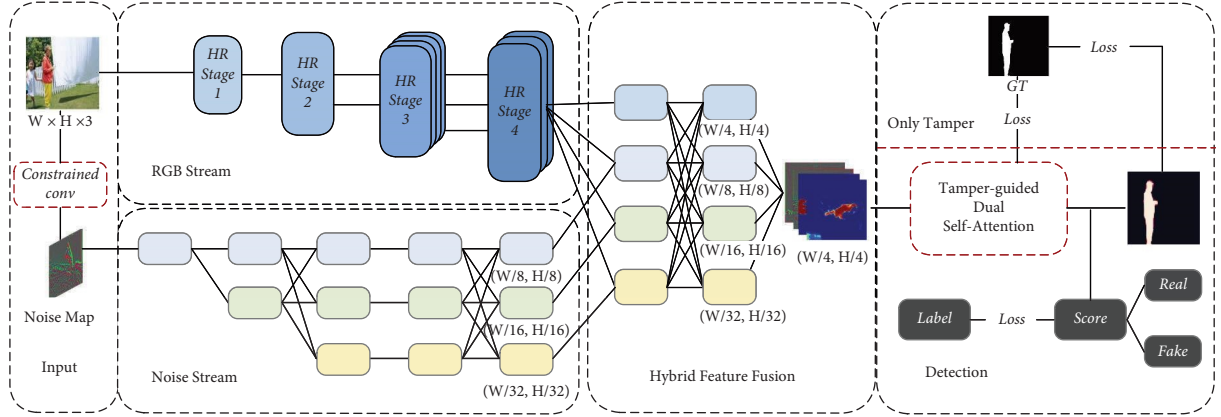 W × H ×3
Constrained
conv
Noise Map
Input
HR
Stage
1
HR
Stage
2
HR
Stage
3
HR
Stage
4
RGB Stream
(W/8, H/8)
(W/16, H/16)
(W/32, H/32)
Noise Stream
(W/4, H/4)
(W/8, H/8)
(W/16, H/16)
(W/32, H/32)
(W/4, H/4)
Hybrid Feature Fusion
GT
Loss
Loss
Only Tamper
Tamper-guided
Dual
Self-Attention
Label
Loss
Score
Real
Fake
Detection